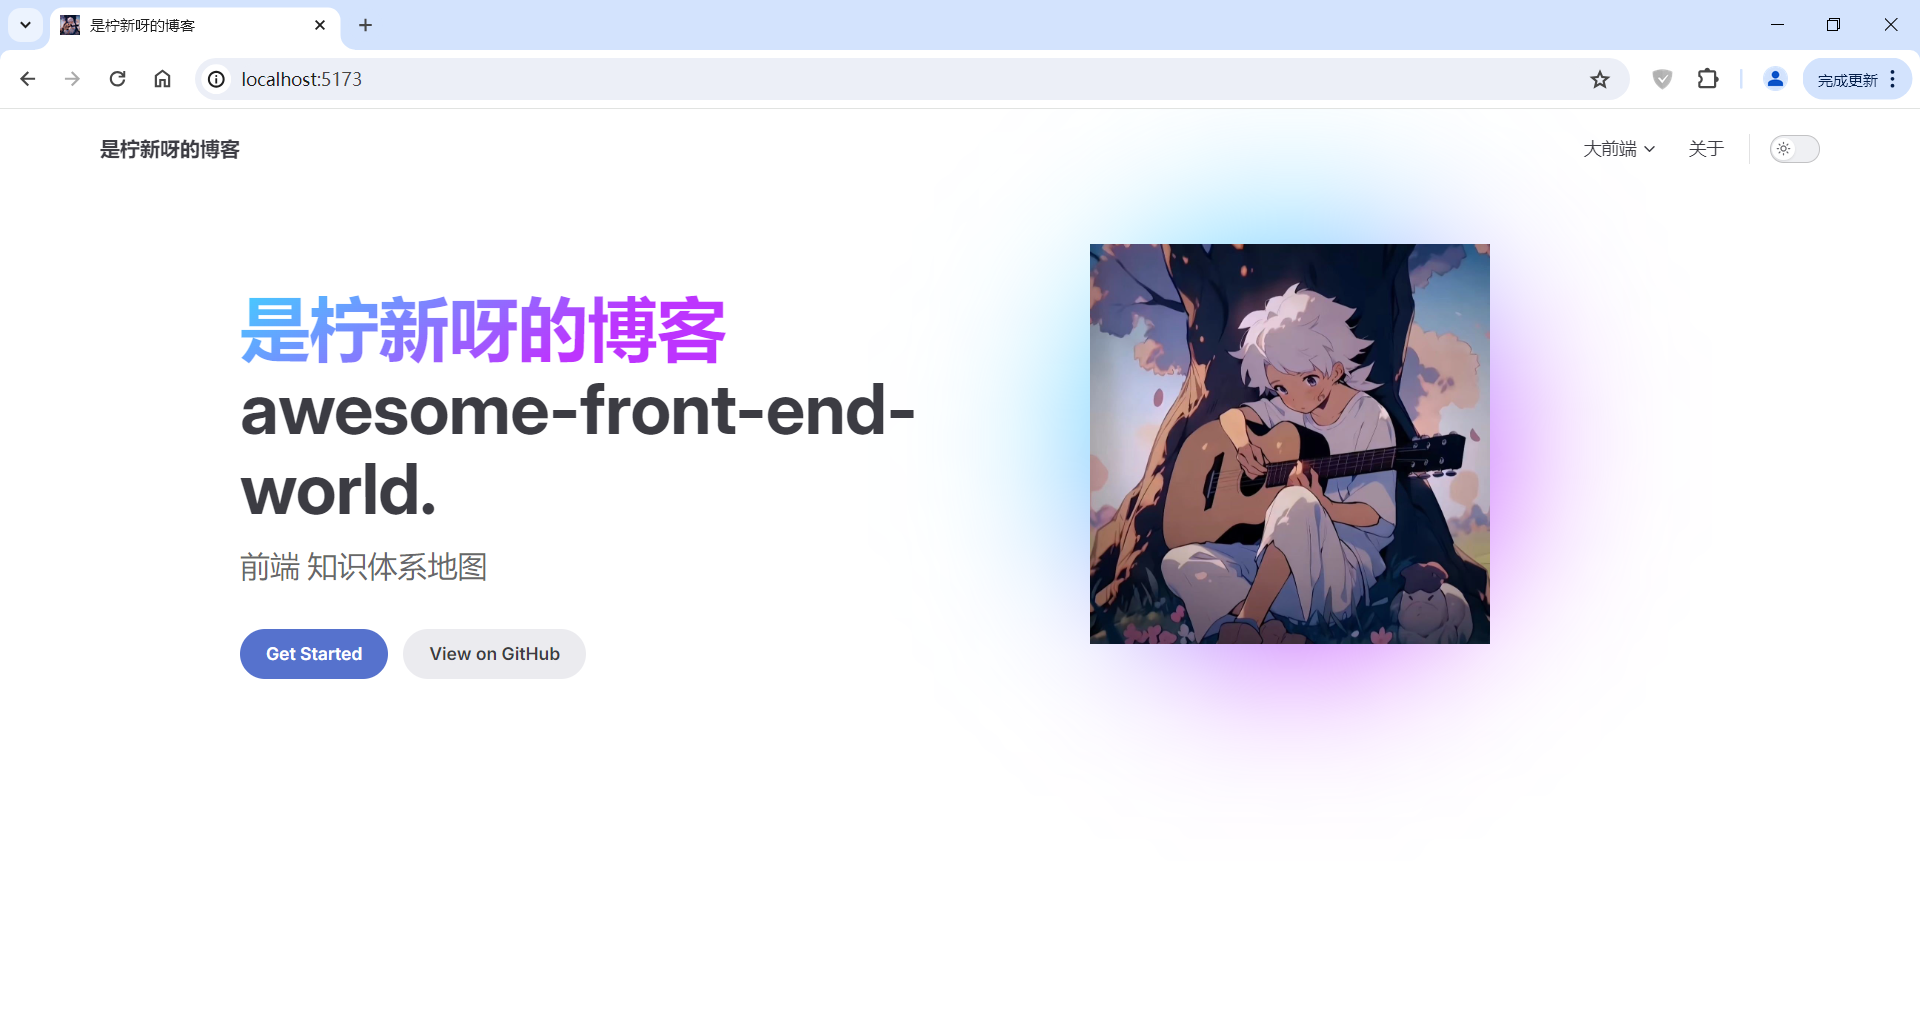 是柠新呀的博客
localhost:5173
完成更新
是柠新呀的博客
大前端
关于
是柠新呀的博客
awesome-front-end-
world.
前端 知识体系地图
Get Started
View on GitHub